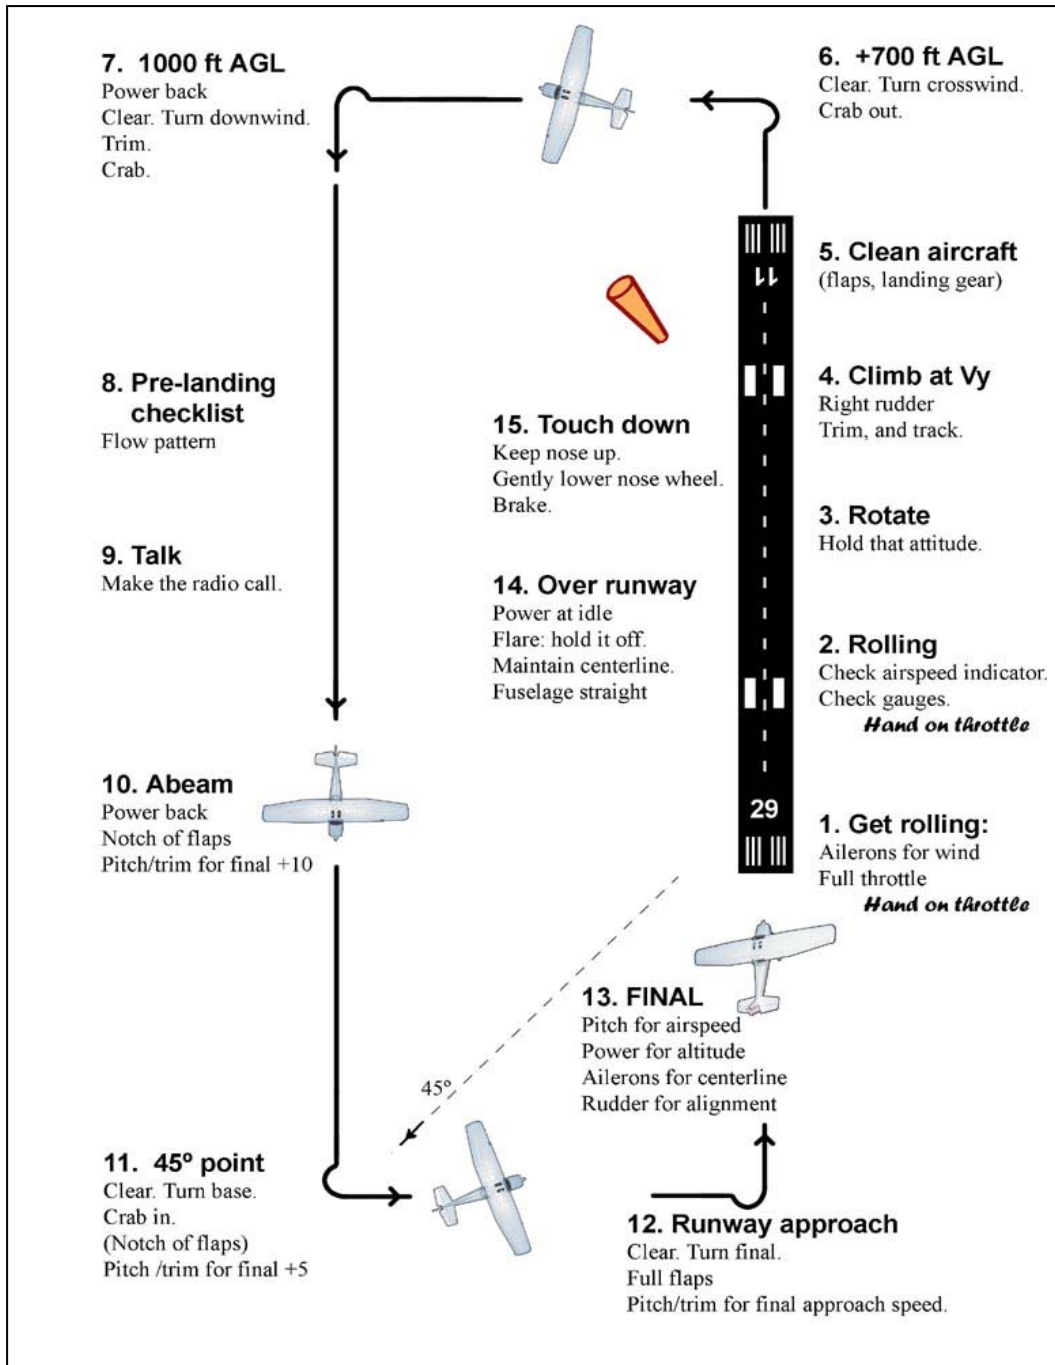 7.  1000 ft AGL
Power back
Clear. Turn downwind.
Trim.
Crab.
6.  +700 ft AGL
Clear. Turn crosswind.
Crab out.
11
5. Clean aircraft
(flaps, landing gear)
8. Pre-landing
checklist
Flow pattern
4. Climb at Vy
Right rudder
Trim, and track.
15. Touch down
Keep nose up.
Gently lower nose wheel.
Brake.
3. Rotate
Hold that attitude.
9. Talk
Make the radio call.
14. Over runway
Power at idle
Flare: hold it off.
Maintain centerline.
Fuselage straight
2. Rolling
Check airspeed indicator.
Check gauges.
Hand on throttle
10. Abeam
Power back
Notch of flaps
Pitch/trim for final +10
29
1. Get rolling:
Ailerons for wind
Full throttle
Hand on throttle
13. FINAL
Pitch for airspeed
Power for altitude
Ailerons for centerline
Rudder for alignment
45º
11.  45º point
Clear. Turn base.
Crab in.
(Notch of flaps)
Pitch /trim for final +5
12. Runway approach
Clear. Turn final.
Full flaps
Pitch/trim for final approach speed.